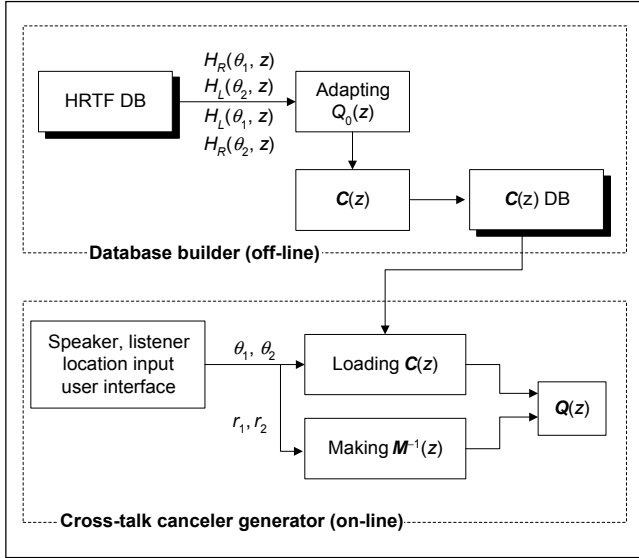 HRTF DB
H_R(θ_1, z)
H_L(θ_2, z)
H_L(θ_1, z)
H_R(θ_2, z)
Adapting
Q_0(z)
C(z)
C(z) DB
Database builder (off-line)
Speaker, listener
location input
user interface
θ_1, θ_2
r_1, r_2
Loading C(z)
Making M^{-1}(z)
Q(z)
Cross-talk canceler generator (on-line)